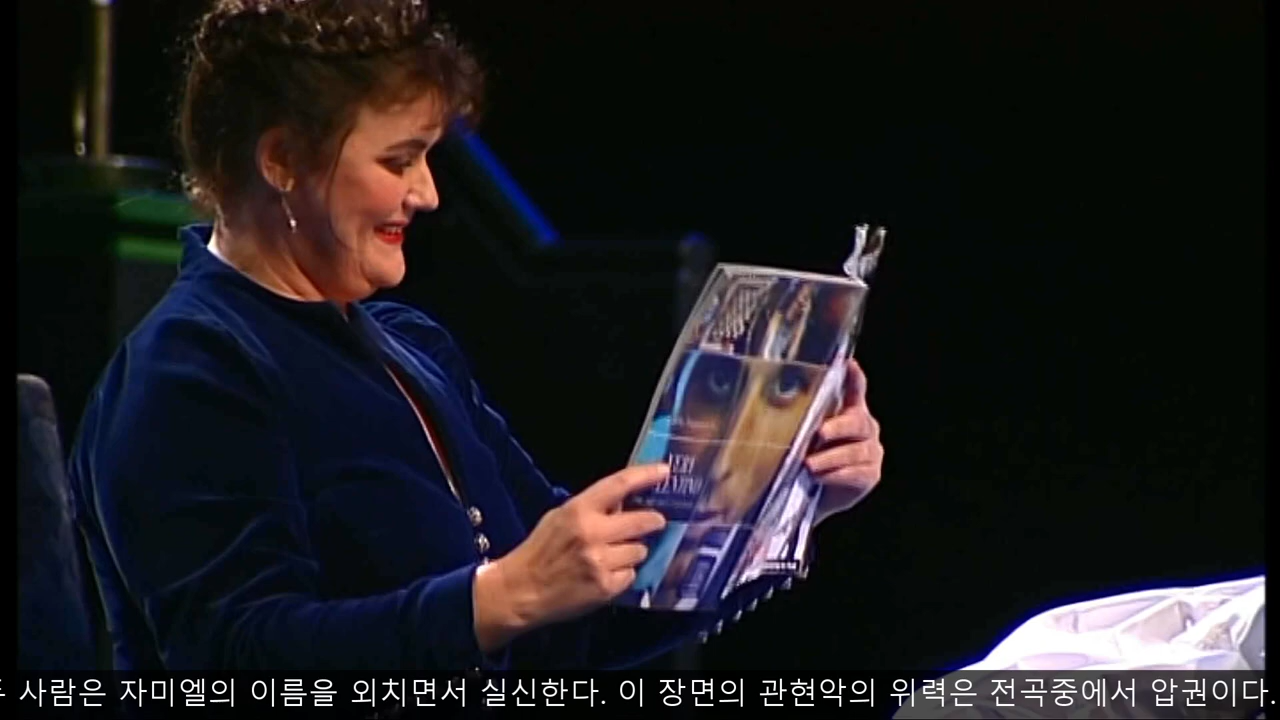 VERY
사람은 자미엘의 이름을 외치면서 실신한다. 이 장면의 관현악의 위력은 전곡중에서 압권이다.